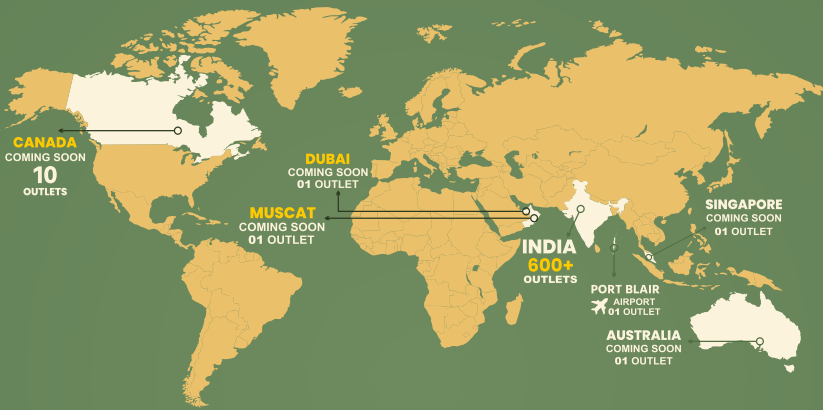 CANADA
COMING SOON
10
OUTLETS
DUBAI
COMING SOON
01 OUTLET
MUSCAT
COMING SOON
01 OUTLET
INDIA
600+
OUTLETS
SINGAPORE
COMING SOON
01 OUTLET
PORT BLAIR
AIRPORT
01 OUTLET
AUSTRALIA
COMING SOON
01 OUTLET